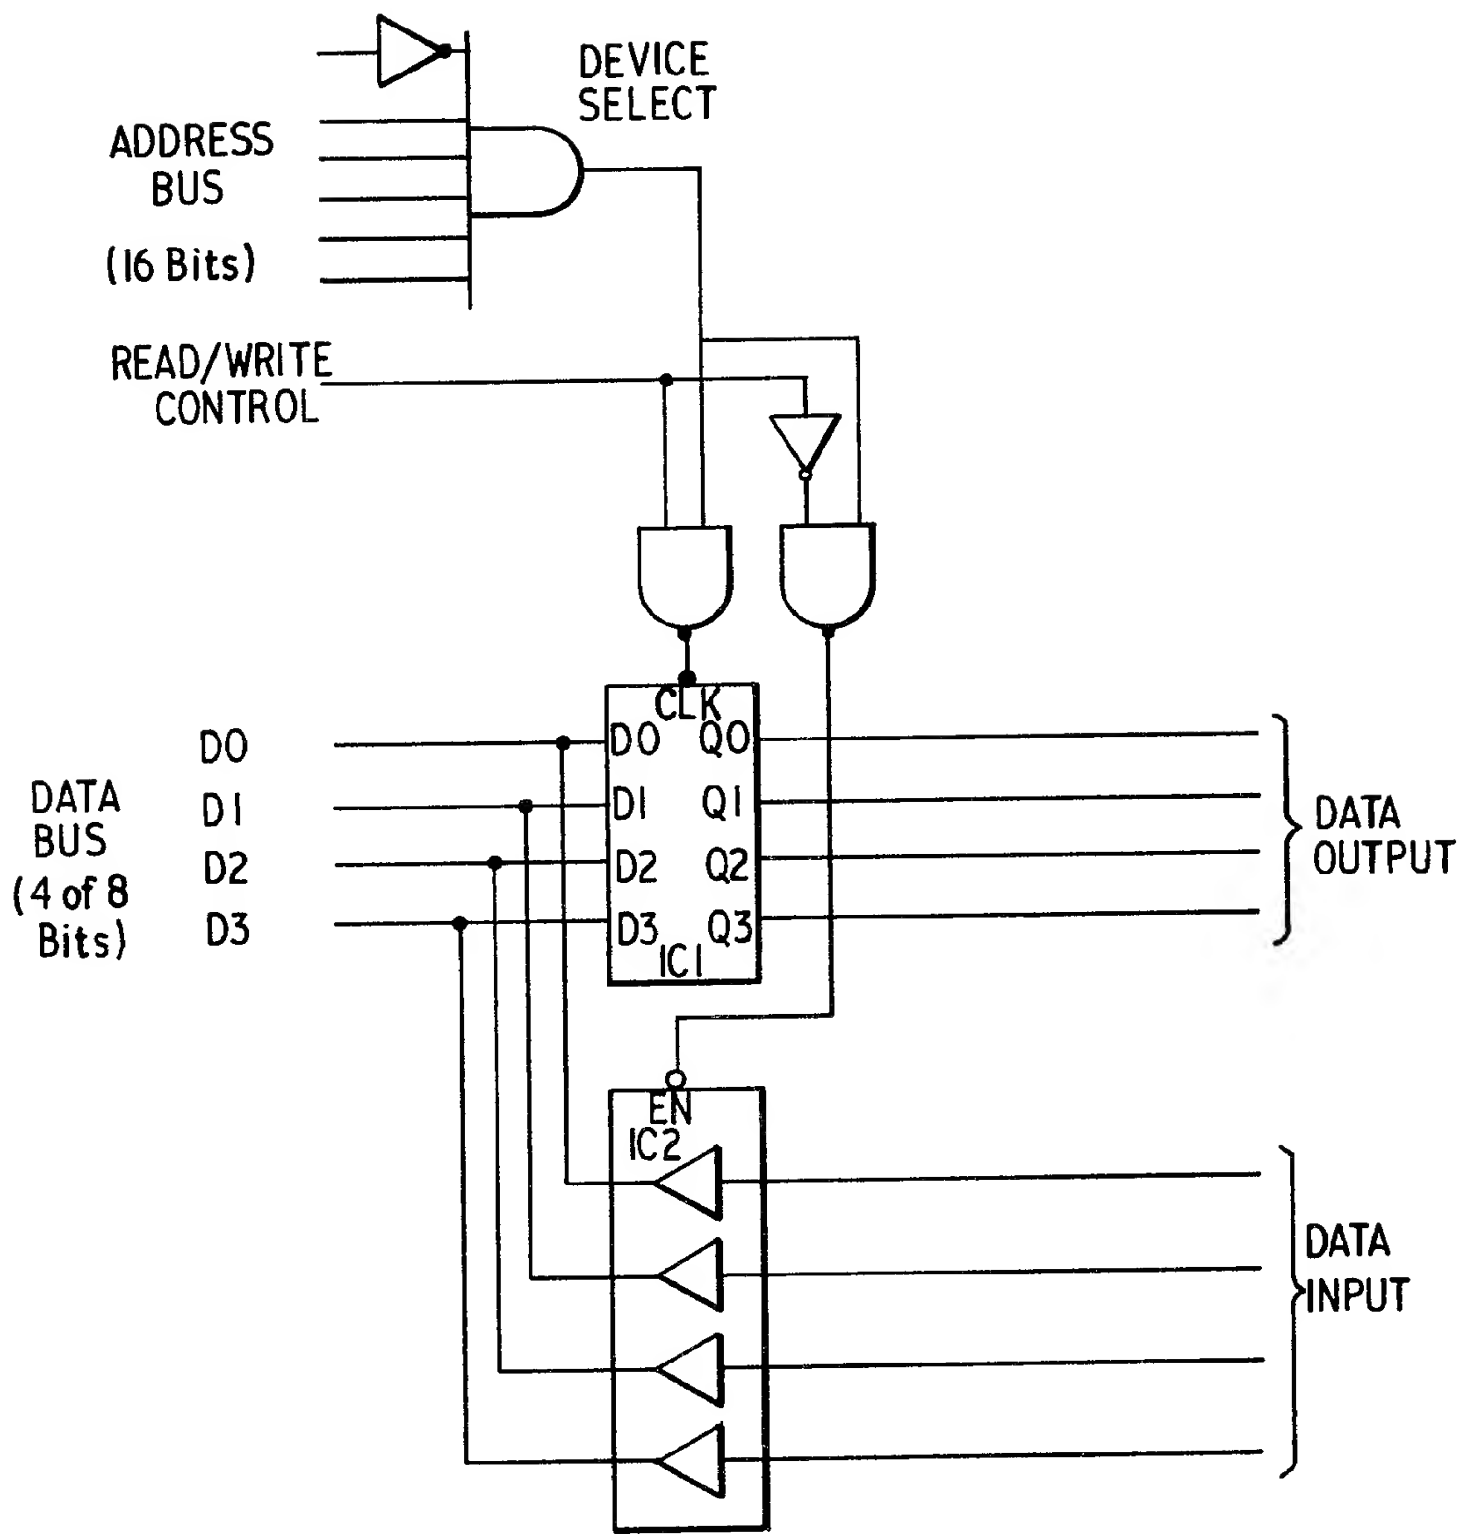 DEVICE
SELECT
ADDRESS
BUS
(16 Bits)
READ/WRITE
CONTROL
CLK
D0
D0 Q0
DATA
BUS
(4 of 8
Bits)
D1
D1 Q1
D2
D2 Q2
D3
D3 Q3
IC1
DATA
OUTPUT
EN
IC2
DATA
INPUT